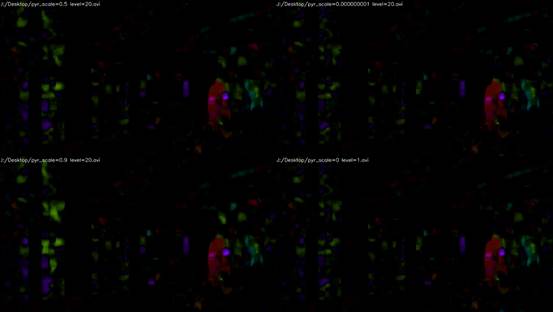 J:/Desktop/pyr_scale=0.5 level=20.avi
J:/Desktop/pyr_scale=0.000000001 level=20.avi
J:/Desktop/pyr_scale=0.9 level=20.avi
J:/Desktop/pyr_scale=0 level=1.avi